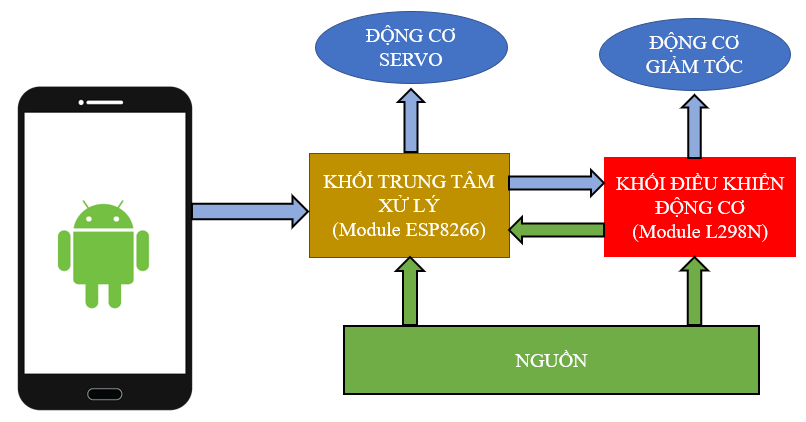 ĐỘNG CƠ
SERVO
ĐỘNG CƠ
GIẢM TỐC
KHỐI TRUNG TÂM
XỬ LÝ
(Module ESP8266)
KHỐI ĐIỀU KHIỂN
ĐỘNG CƠ
(Module L298N)
NGUỒN